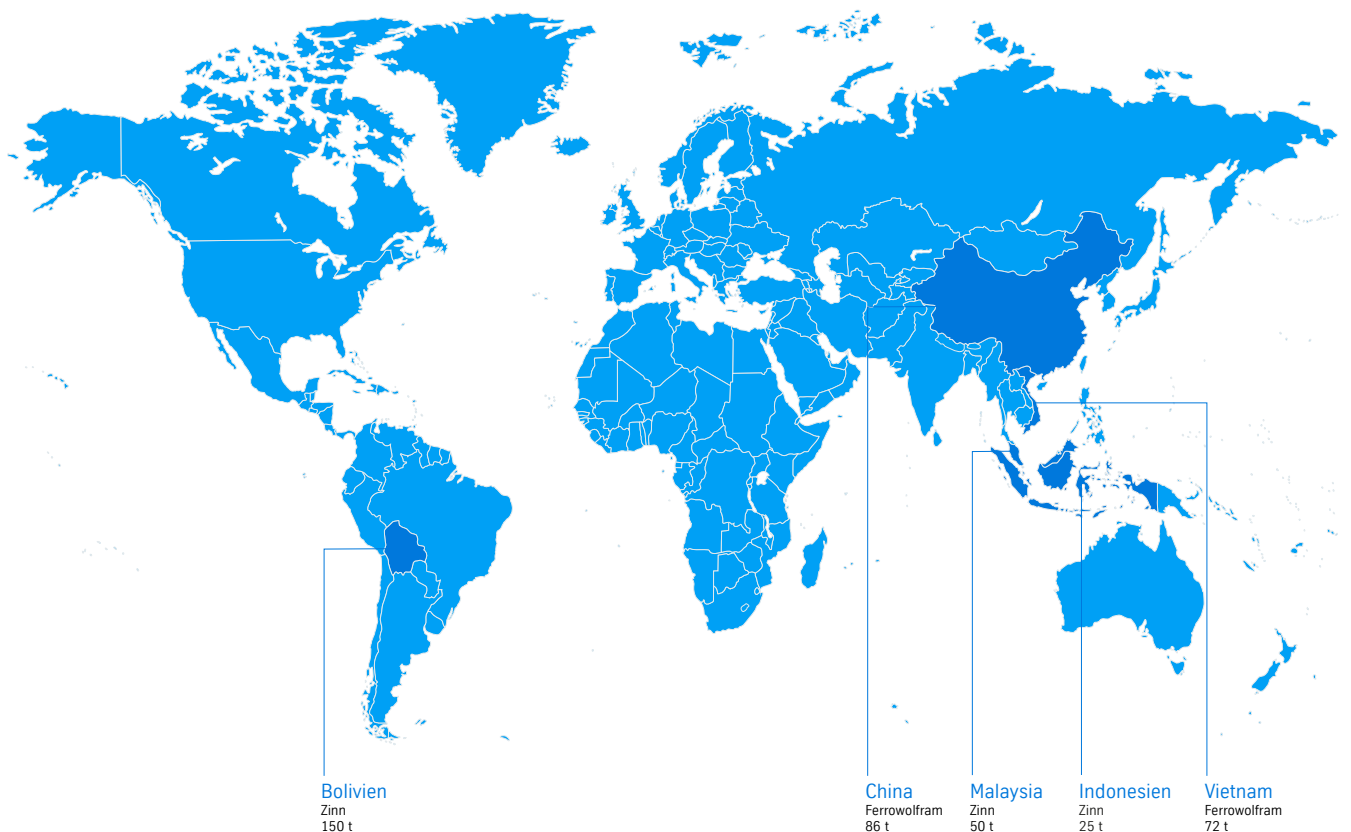 Bolivien
Zinn
150 t
China
Ferrowolfram
86 t
Malaysia
Zinn
50 t
Indonesien
Zinn
25 t
Vietnam
Ferrowolfram
72 t